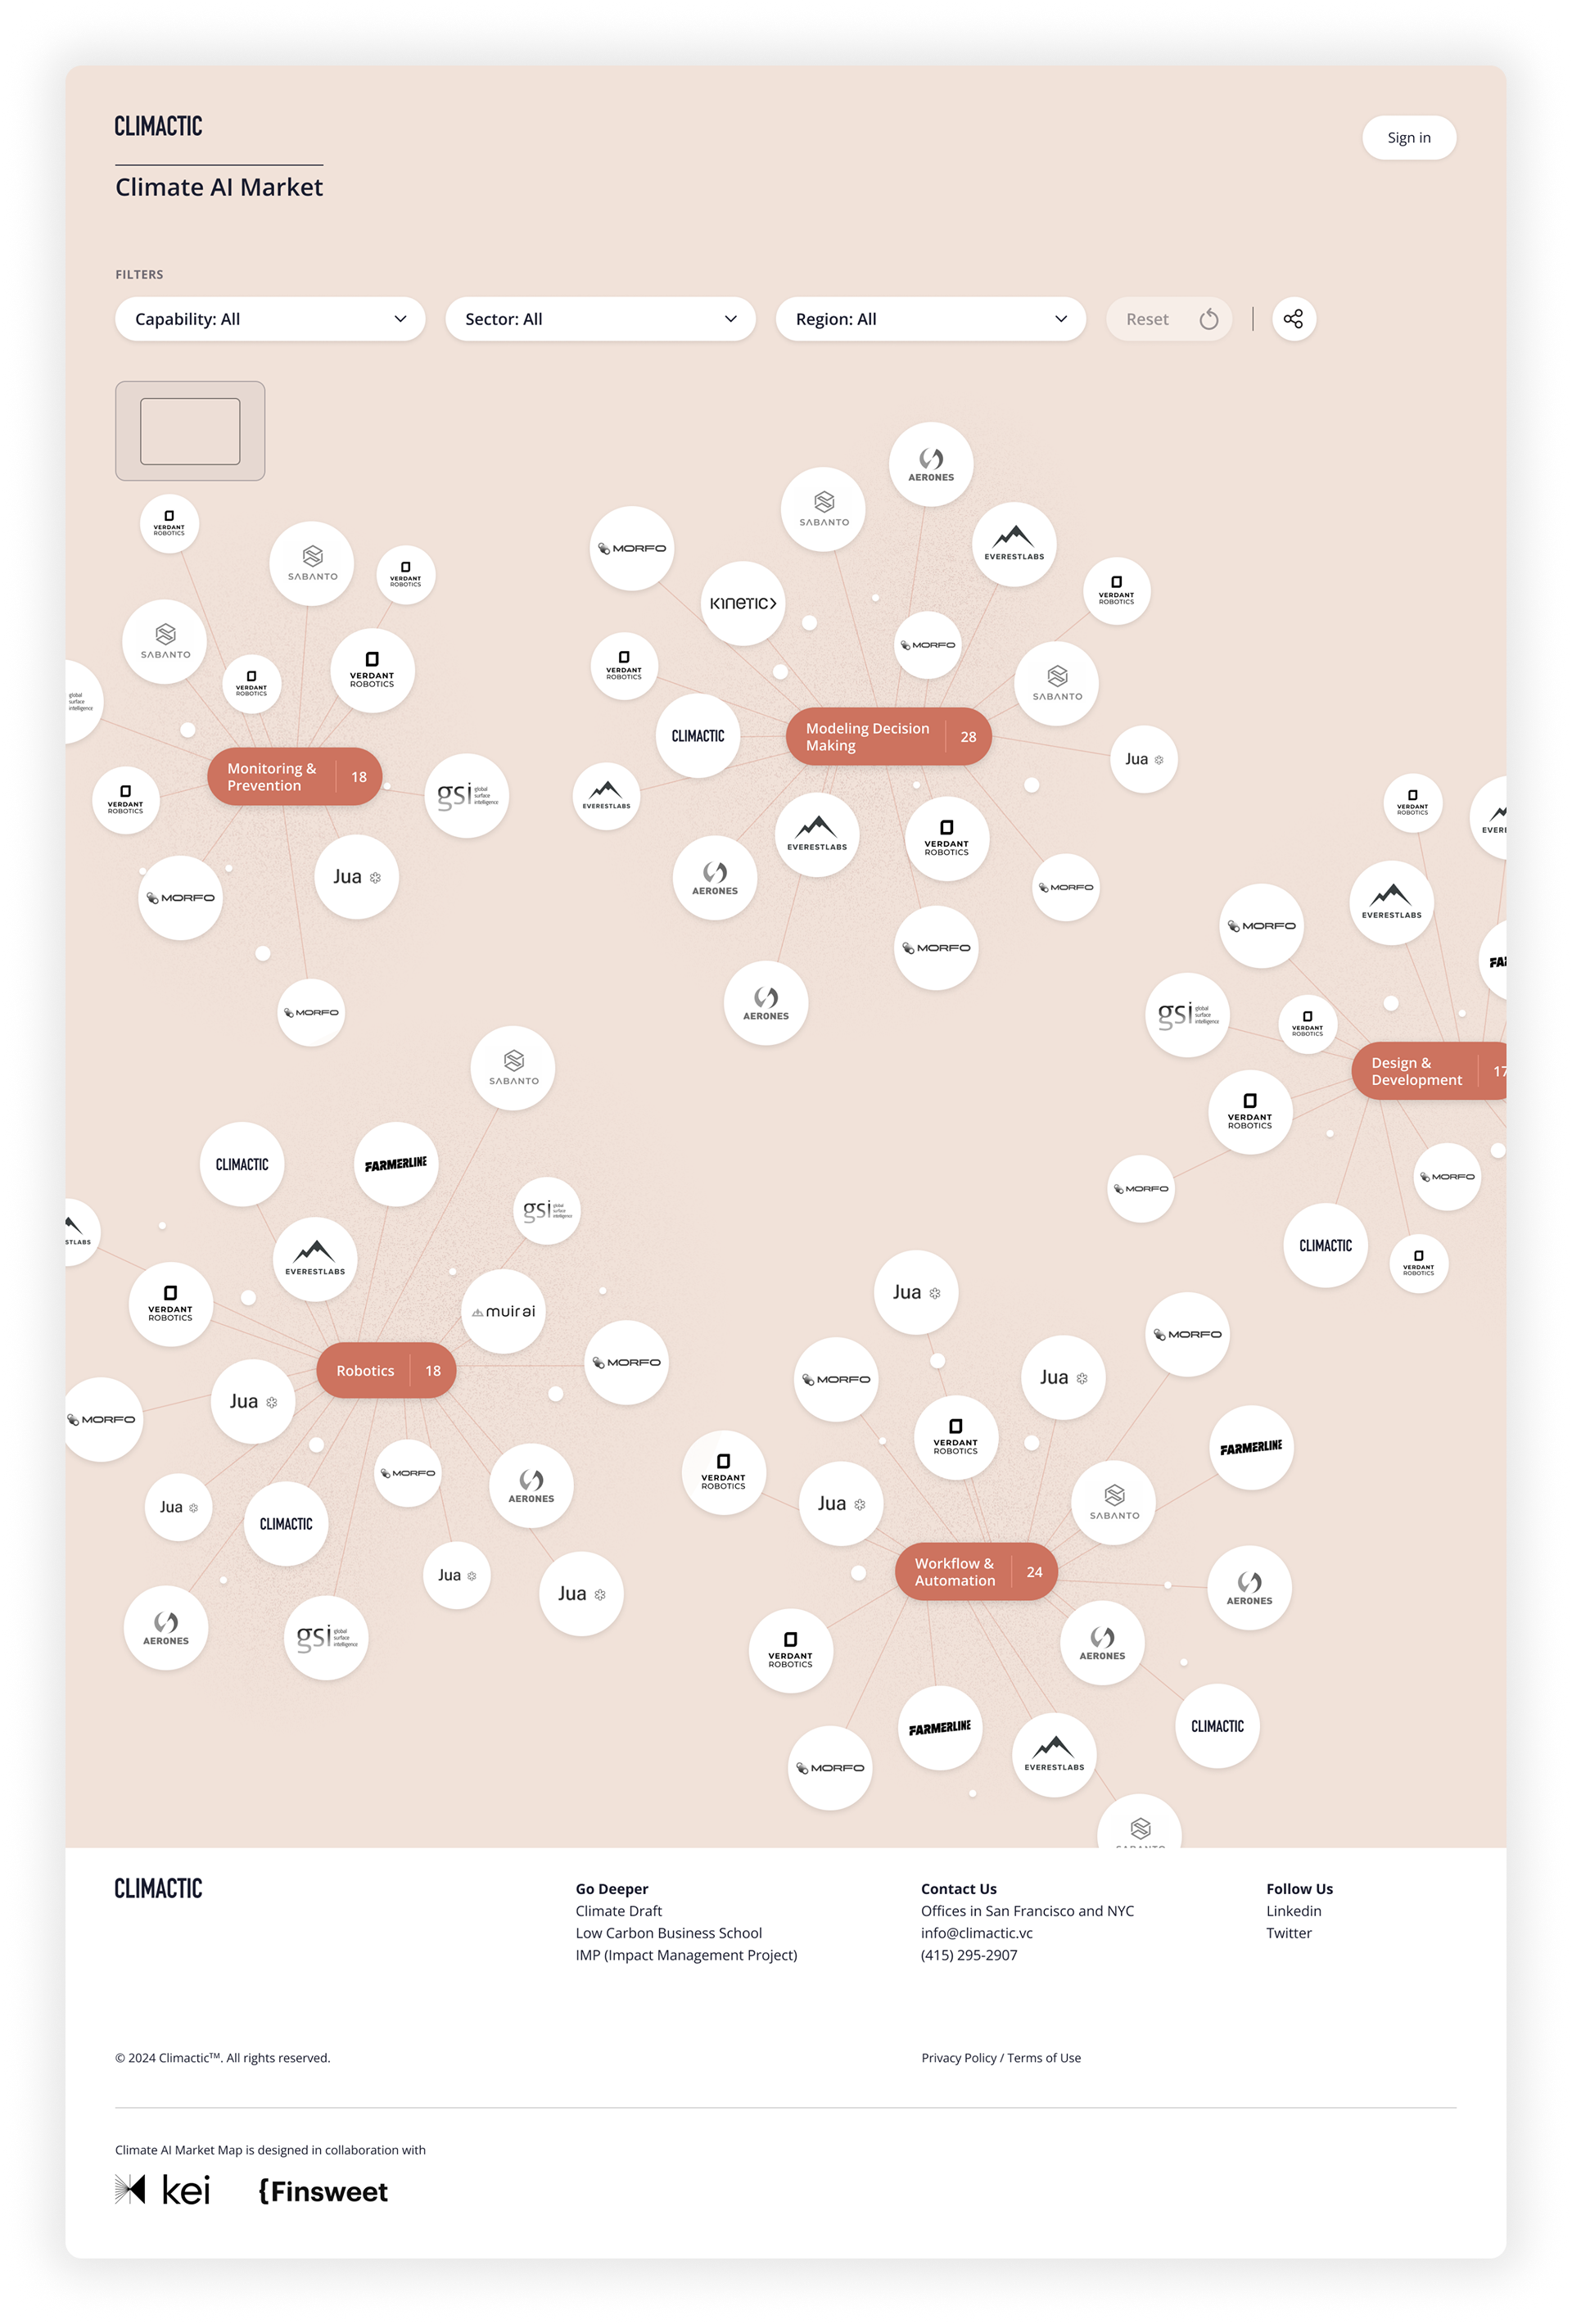 CLIMACTIC
Sign in
Climate AI Market
FILTERS
Capability: All
Sector: All
Region: All
Reset
AERONES
SABANTO
VERDANT
ROBOTICS
MORFO
EVERESTLABS
SABANTO
VERDANT
ROBOTICS
VERDANT
ROBOTICS
KINETIC
SABANTO
MORFO
VERDANT
ROBOTICS
VERDANT
ROBOTICS
VERDANT
ROBOTICS
SABANTO
global
surface
intelligence
Monitoring &
Prevention
18
CLIMACTIC
Modeling Decision
Making
28
Jua
VERDANT
ROBOTICS
gsi global
surface
intelligence
EVERESTLABS
EVERESTLABS
VERDANT
ROBOTICS
VERDANT
ROBOTICS
EVER
MORFO
Jua
AERONES
MORFO
EVERESTLABS
MORFO
MORFO
FAR
MORFO
AERONES
gsi global
surface
intelligence
VERDANT
ROBOTICS
SABANTO
Design &
Development
17
VERDANT
ROBOTICS
CLIMACTIC
FARMERLINE
MORFO
MORFO
gsi global
surface
intelligence
STLABS
EVERESTLABS
CLIMACTIC
VERDANT
ROBOTICS
VERDANT
ROBOTICS
muir ai
Jua
MORFO
Robotics
18
MORFO
MORFO
Jua
Jua
MORFO
VERDANT
ROBOTICS
FARMERLINE
MORFO
AERONES
VERDANT
ROBOTICS
Jua
CLIMACTIC
Jua
SABANTO
Workflow &
Automation
24
Jua
Jua
AERONES
AERONES
gsi global
surface
intelligence
VERDANT
ROBOTICS
AERONES
FARMERLINE
CLIMACTIC
MORFO
EVERESTLABS
SABANTO
CLIMACTIC
Go Deeper
Climate Draft
Low Carbon Business School
IMP (Impact Management Project)
Contact Us
Offices in San Francisco and NYC
info@climactic.vc
(415) 295-2907
Follow Us
Linkedin
Twitter
© 2024 Climactic™. All rights reserved.
Privacy Policy / Terms of Use
Climate AI Market Map is designed in collaboration with
kei
{Finsweet